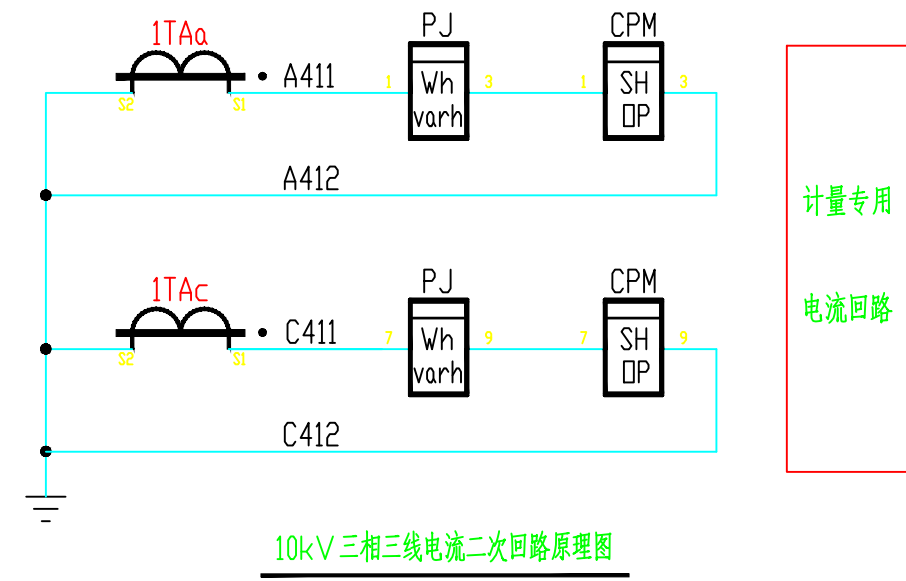 1TAa
PJ
CPM
A411
1
Wh
varh
3
1
SH
▯P
3
S2
S1
A412
计量专用
1TAc
PJ
CPM
电流回路
C411
7
Wh
varh
9
7
SH
▯P
9
S2
S1
C412
10kV三相三线电流二次回路原理图